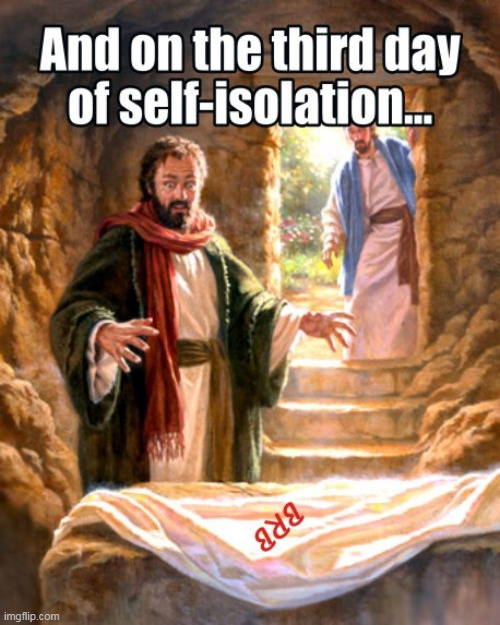 And on the third day
of self-isolation...
BRB
imgflip.com